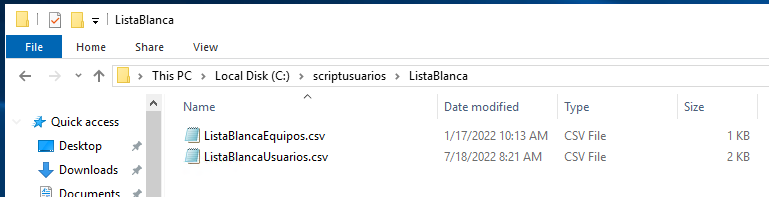 ListaBlanca
File Home Share View
This PC Local Disk (C:) scriptusuarios ListaBlanca
Name Date modified Type Size
Quick access
ListaBlancaEquipos.csv 1/17/2022 10:13 AM CSV File 1 KB
Desktop
ListaBlancaUsuarios.csv 7/18/2022 8:21 AM CSV File 2 KB
Downloads
Documents